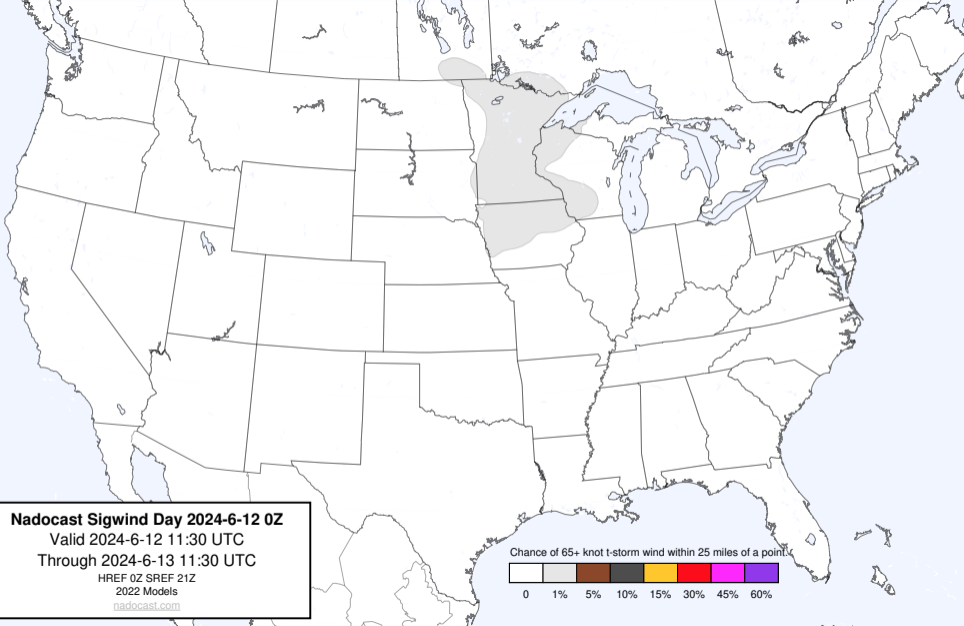 Nadocast Sigwind Day 2024-6-12 0Z
Valid 2024-6-12 11:30 UTC
Through 2024-6-13 11:30 UTC
HREF 0Z SREF 21Z
2022 Models
nadocast.com
Chance of 65+ knot t-storm wind within 25 miles of a point.
0 1% 5% 10% 15% 30% 45% 60%